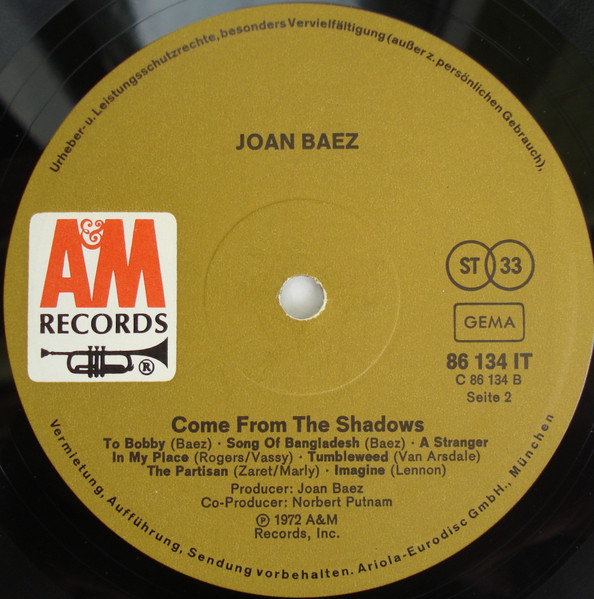 Urheber- u. Leistungsschutzrechte, besonders Vervielfältigung (außer z. persönlichen Gebrauch),
JOAN BAEZ
A&M
RECORDS
®
ST 33
GEMA
86 134 IT
C 86 134 B
Seite 2
Come From The Shadows
To Bobby (Baez) · Song Of Bangladesh (Baez) · A Stranger
In My Place (Rogers/Vassy) · Tumbleweed (Van Arsdale)
The Partisan (Zaret/Marly) · Imagine (Lennon)
Producer: Joan Baez
Co-Producer: Norbert Putnam
℗ 1972 A&M
Records, Inc.
Vermietung, Aufführung, Sendung vorbehalten. Ariola-Eurodisc GmbH., München